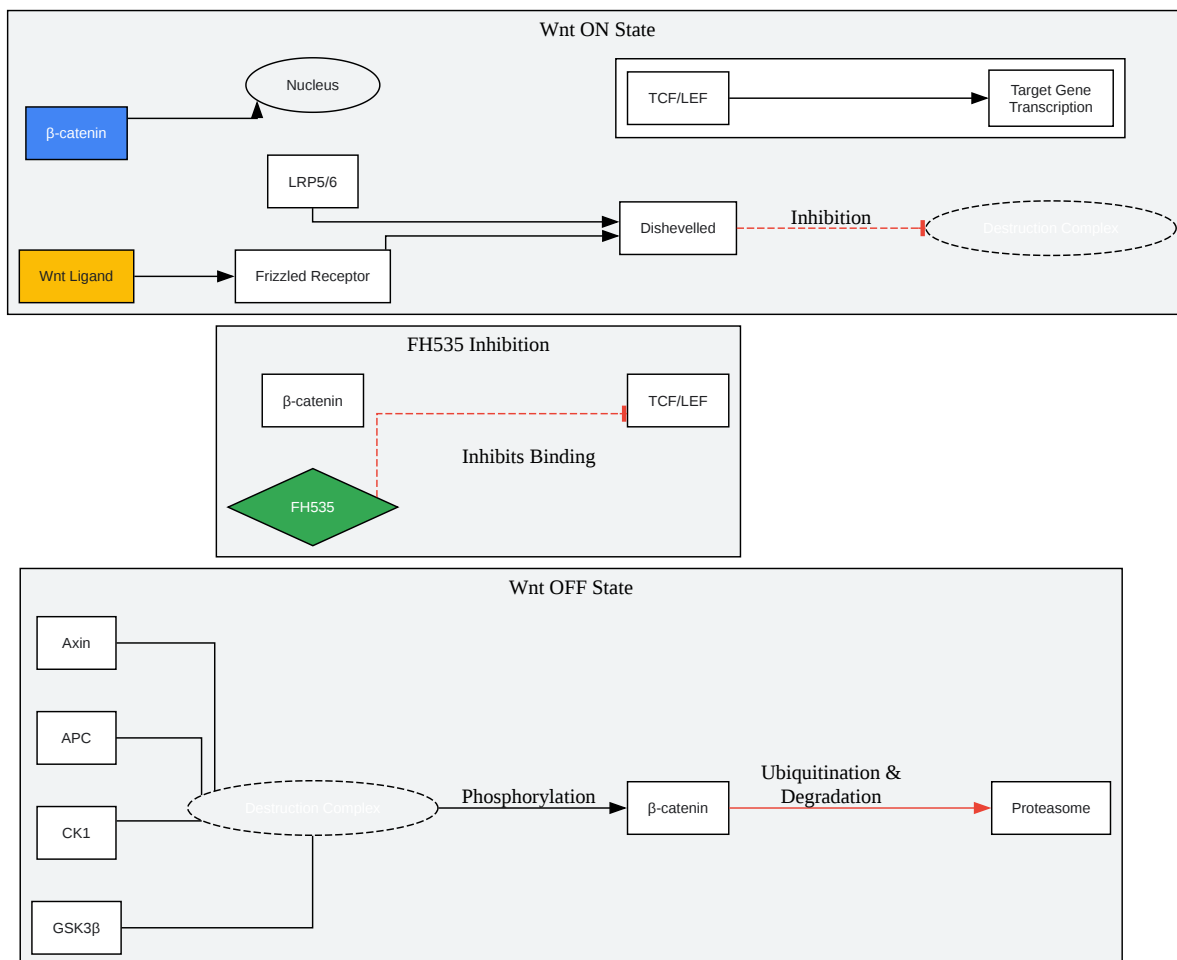 Wnt ON State
Nucleus
TCF/LEF
Target Gene
Transcription
β-catenin
LRP5/6
Dishevelled
Inhibition
Destruction Complex
Wnt Ligand
Frizzled Receptor
FH535 Inhibition
β-catenin
TCF/LEF
Inhibits Binding
FH535
Wnt OFF State
Axin
APC
CK1
GSK3β
Destruction Complex
Phosphorylation
β-catenin
Ubiquitination &
Degradation
Proteasome